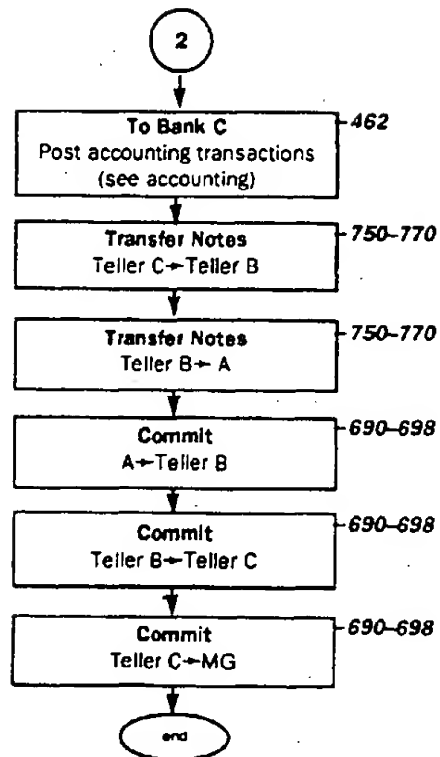 2
To Bank C
462
Post accounting transactions
(see accounting)
Transfer Notes
750-770
Teller C→Teller B
Transfer Notes
750-770
Teller B→A
Commit
690-698
A→Teller B
Commit
690-698
Teller B→Teller C
Commit
690-698
Teller C→MG
end